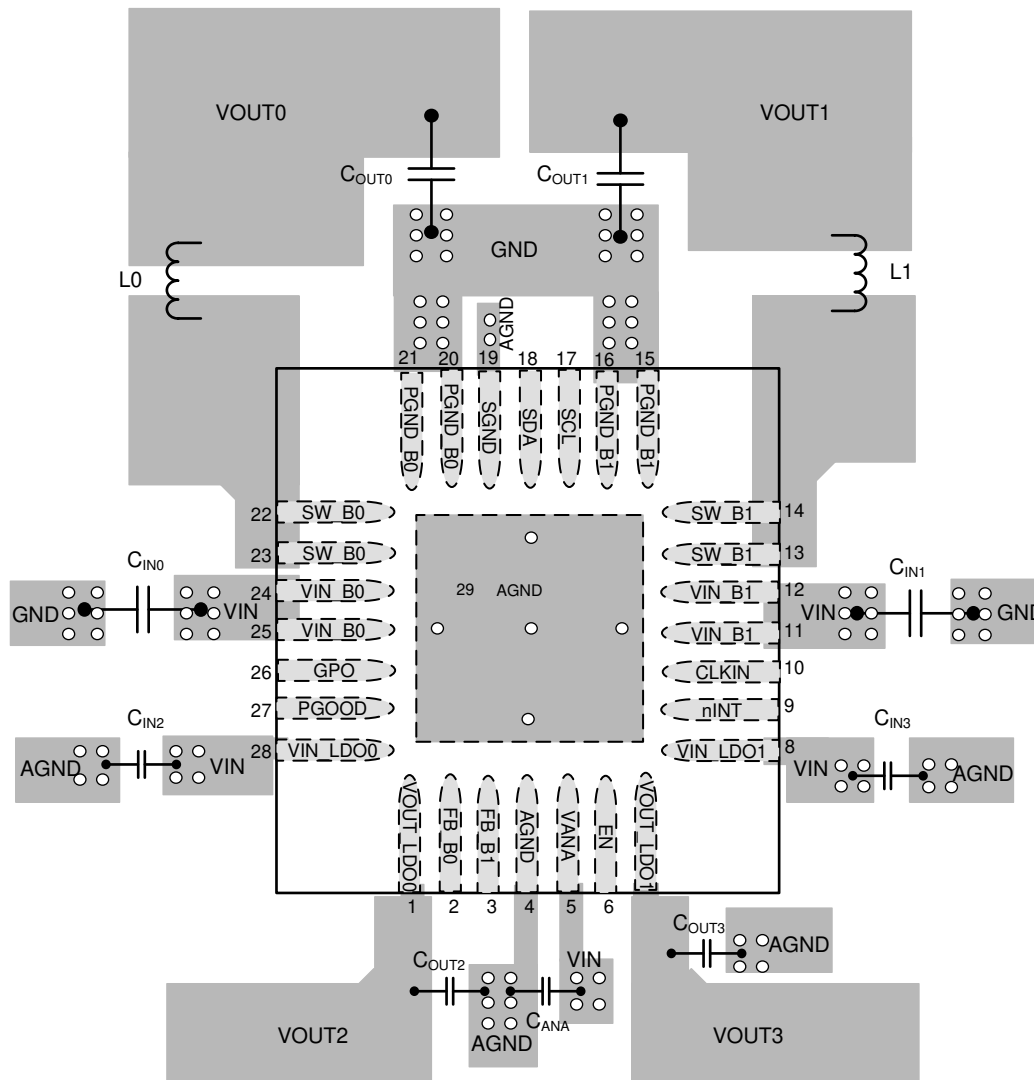 VOUT0
VOUT1
COUT0
COUT1
GND
L0
L1
AGND
21
20
19
18
17
16
15
PGND_B0
PGND_B0
SGND
SDA
SCL
PGND_B1
PGND_B1
22
SW_B0
SW_B1
14
23
SW_B0
SW_B1
13
CIN0
CIN1
24
VIN_B0
29
AGND
VIN_B1
12
GND
VIN
VIN
GND
25
VIN_B0
VIN_B1
11
26
GPO
CLKIN
10
27
PGOOD
nINT
9
CIN2
CIN3
28
VIN_LDO0
VIN_LDO1
8
AGND
VIN
VIN
AGND
VOUT_LDO0
FB_B0
FB_B1
AGND
VANA
EN
VOUT_LDO1
1
2
3
4
5
6
COUT3
AGND
COUT2
VIN
CANA
VOUT2
AGND
VOUT3